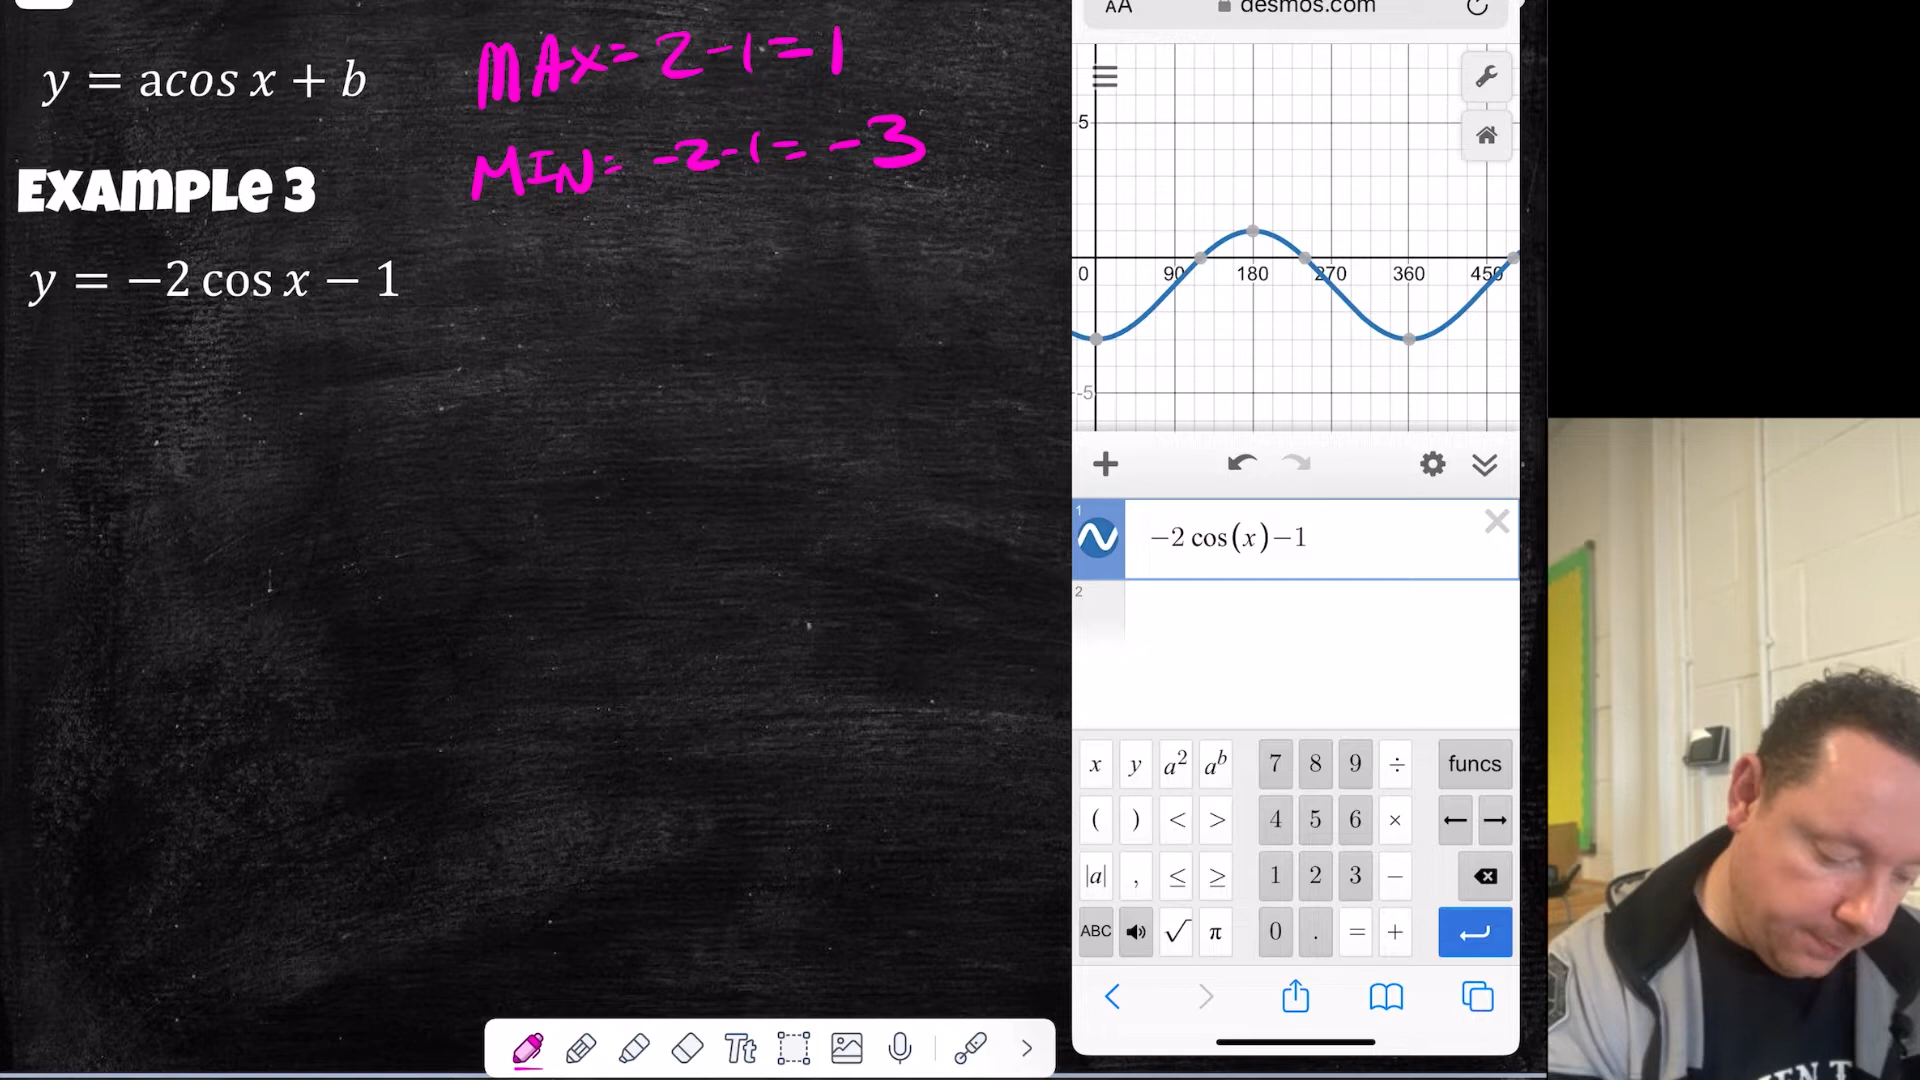 y = acos x + b
MAX= 2-1=1
MIN= -2-1= -3
EXAMPLE 3
y = −2 cos x − 1
AA desmos.com
5
0 90 180 270 360 450
-5
1
−2 cos(x)−1
2
x y a² aᵇ 7 8 9 ÷ funcs
( ) < > 4 5 6 × ← →
|a| , ≤ ≥ 1 2 3 −
ABC √ π 0 . = +
Tt